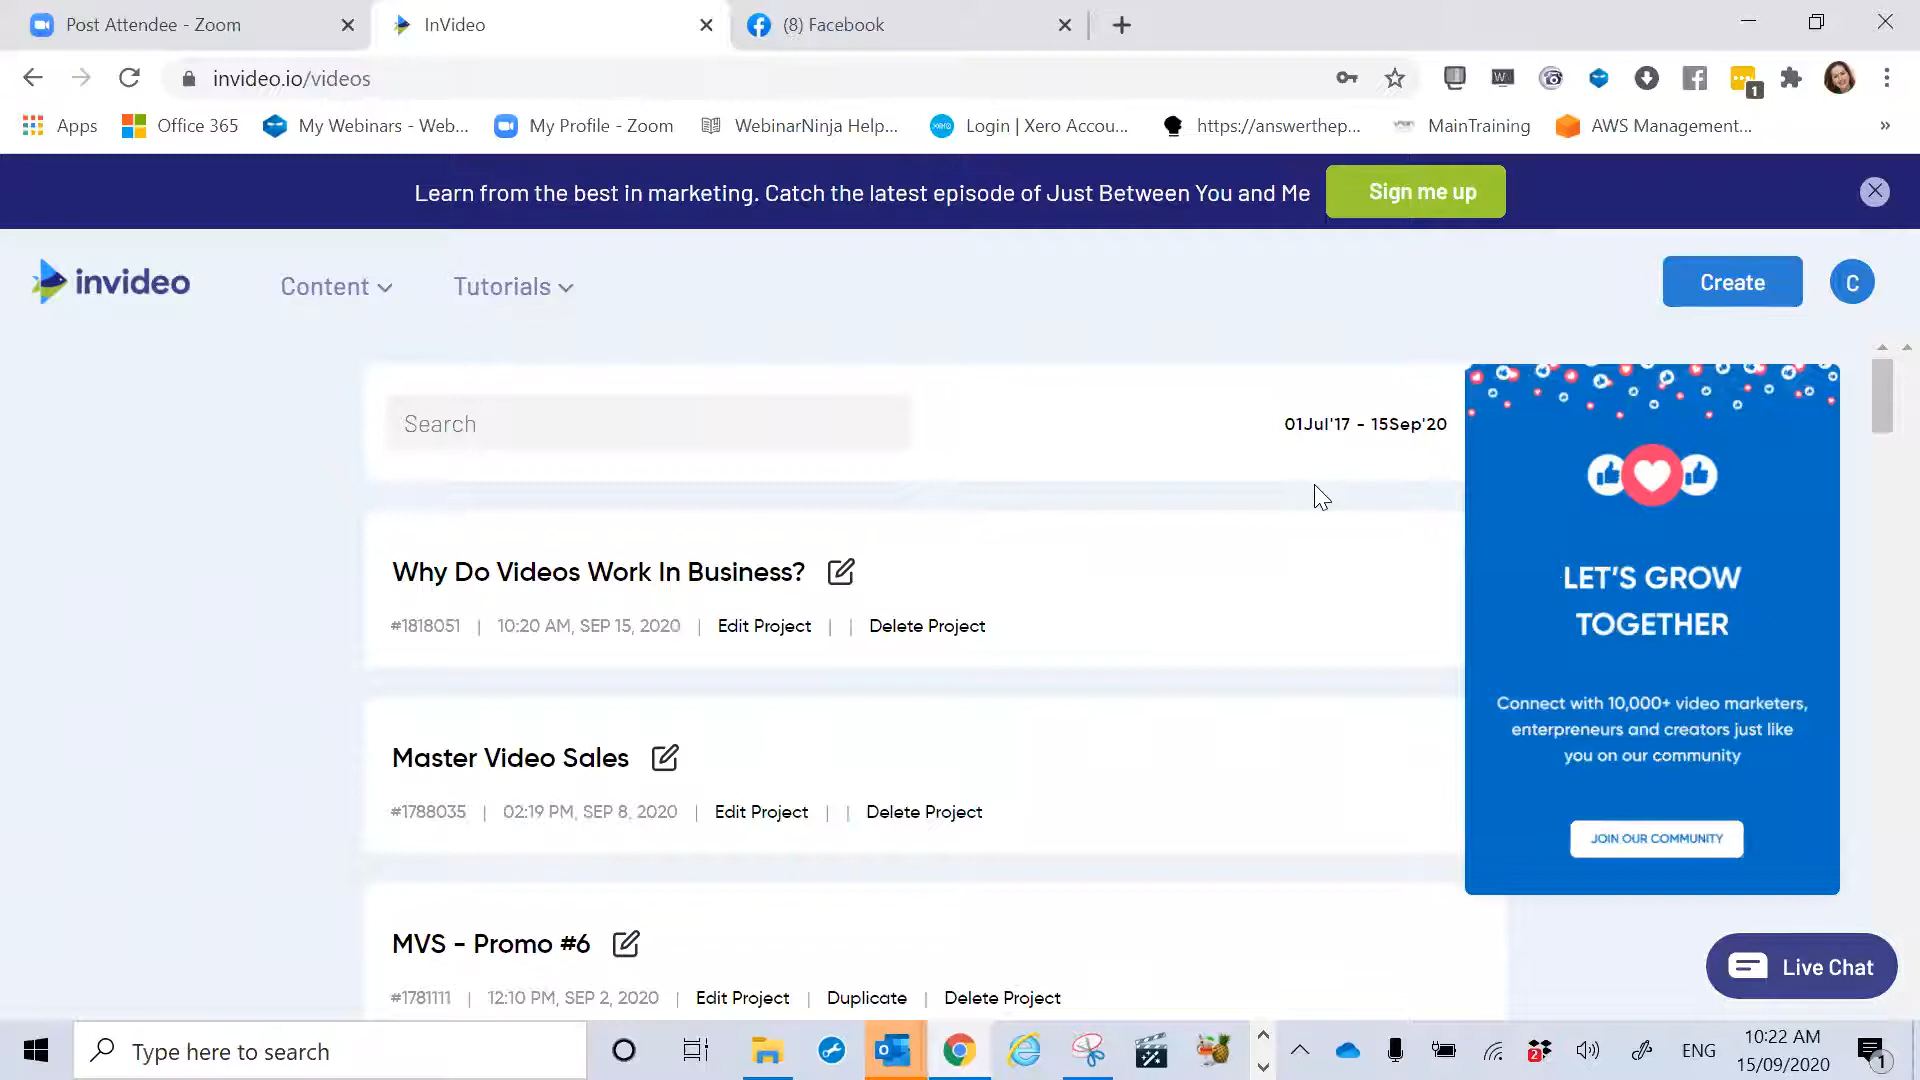 Post Attendee - Zoom
InVideo
(8) Facebook
invideo.io/videos
1
Apps
Office 365
My Webinars - Web...
My Profile - Zoom
WebinarNinja Help...
Login | Xero Accou...
https://answerthep...
MainTraining
AWS Management...
»
Learn from the best in marketing. Catch the latest episode of Just Between You and Me
Sign me up
invideo
Content
Tutorials
Create
C
Search
01Jul'17 - 15Sep'20
Why Do Videos Work In Business?
#1818051 | 10:20 AM, SEP 15, 2020 | Edit Project | | Delete Project
Master Video Sales
#1788035 | 02:19 PM, SEP 8, 2020 | Edit Project | | Delete Project
MVS - Promo #6
#1781111 | 12:10 PM, SEP 2, 2020 | Edit Project | Duplicate | Delete Project
LET'S GROW
TOGETHER
Connect with 10,000+ video marketers,
enterpreneurs and creators just like
you on our community
JOIN OUR COMMUNITY
Live Chat
Type here to search
2
ENG
10:22 AM
15/09/2020
1